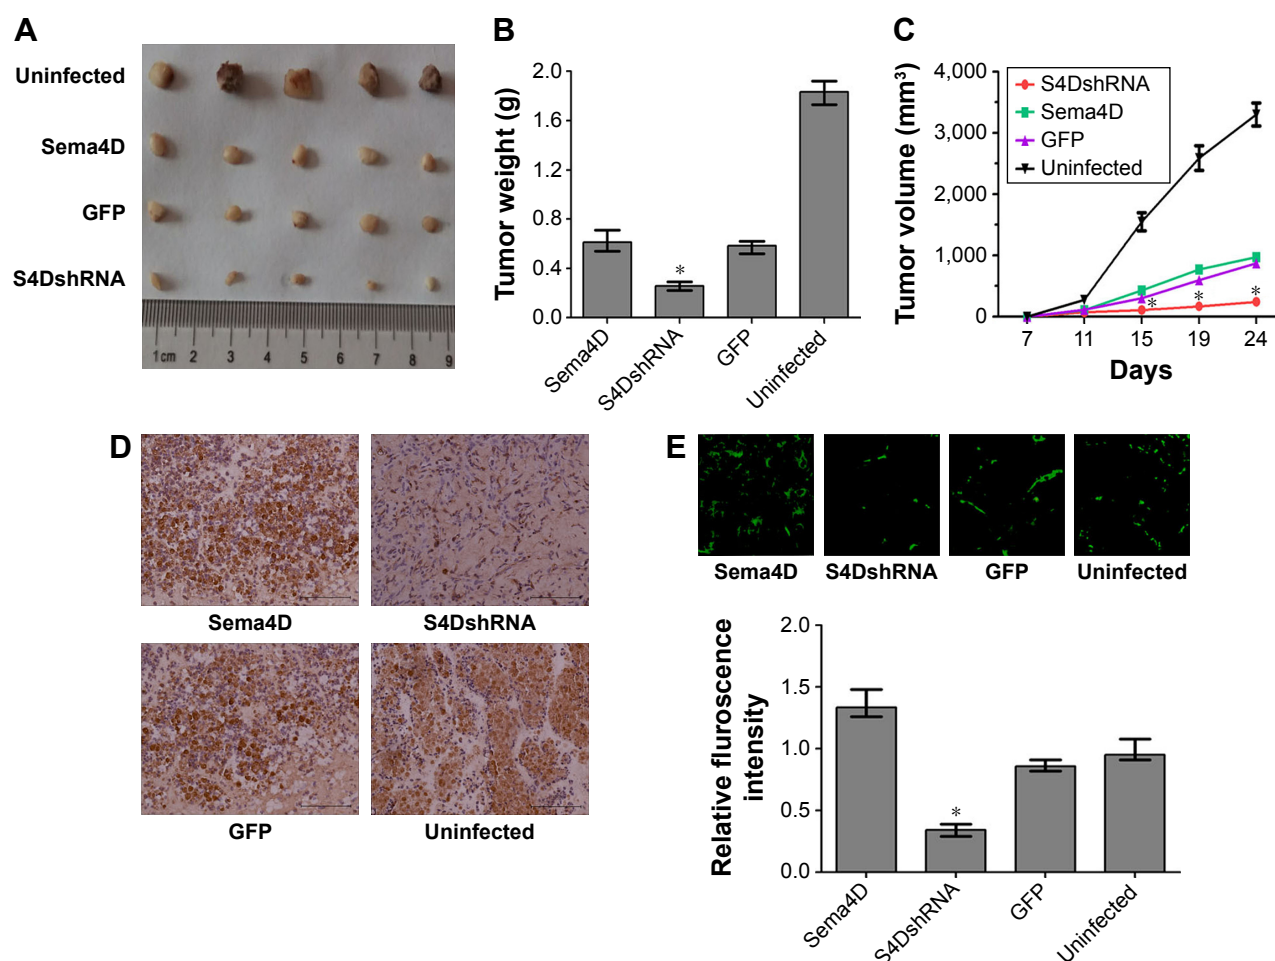 A
Uninfected
Sema4D
GFP
S4DshRNA
1cm 2 3 4 5 6 7 8 9
B
Tumor weight (g)
2.0
1.6
1.2
0.8
0.4
0.0
Sema4D
S4DshRNA
*
GFP
Uninfected
C
Tumor volume (mm³)
4,000
3,000
2,000
1,000
0
S4DshRNA
Sema4D
GFP
Uninfected
* * *
7 11 15 19 24
Days
D
Sema4D
S4DshRNA
GFP
Uninfected
E
Sema4D
S4DshRNA
GFP
Uninfected
Relative fluroscence
intensity
2.0
1.5
1.0
0.5
0.0
*
Sema4D
S4DshRNA
GFP
Uninfected